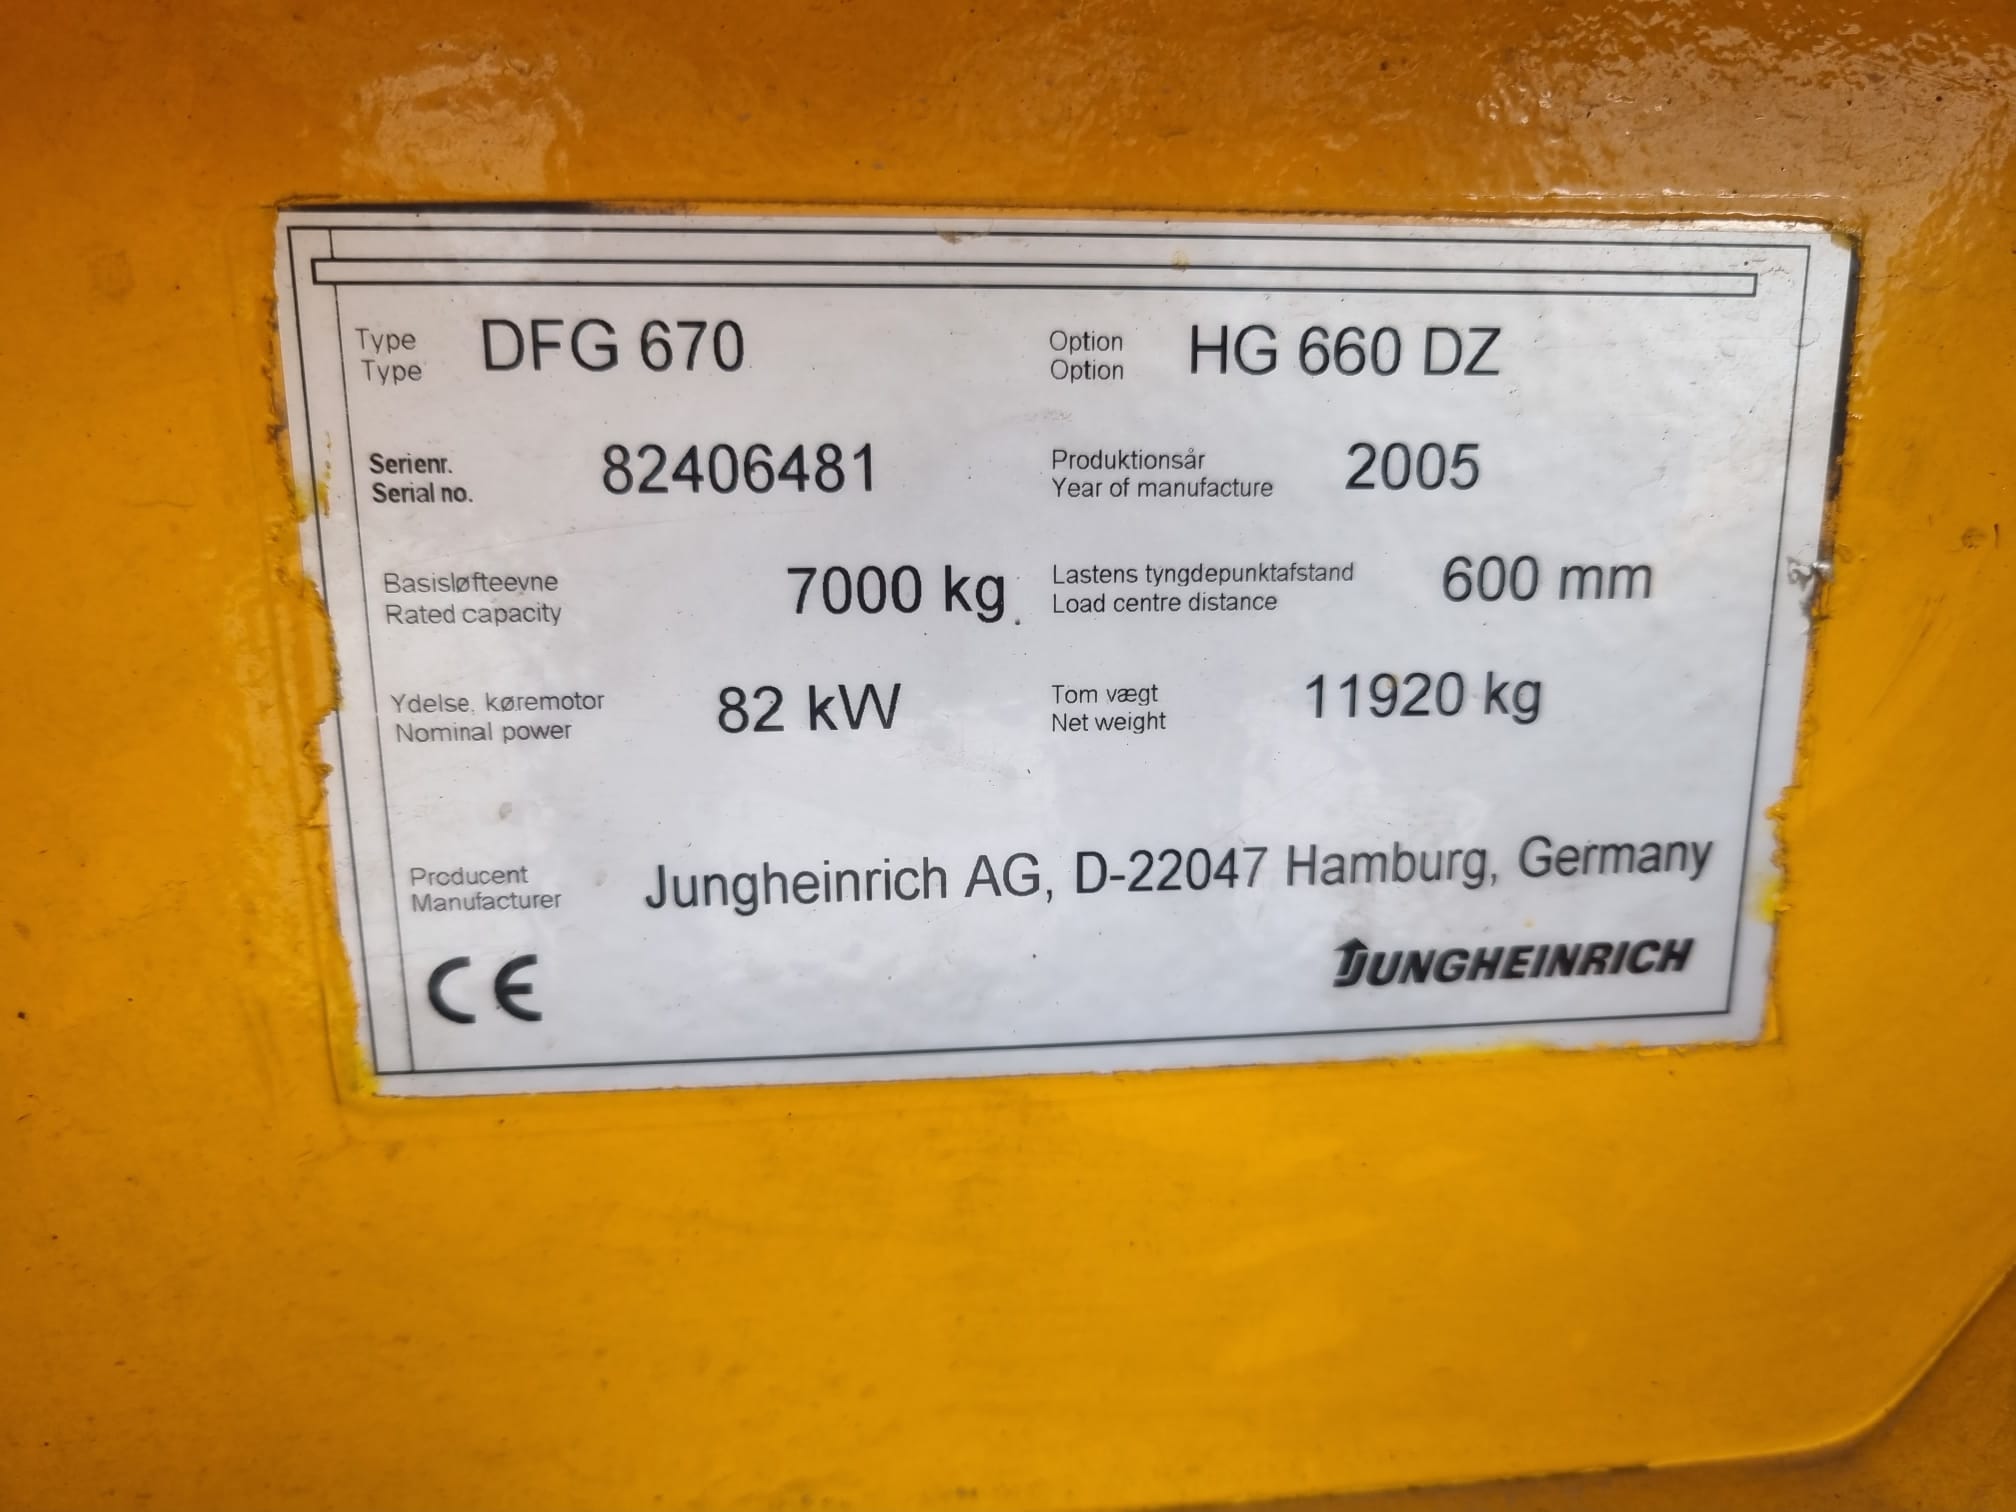 Type DFG 670 Option HG 660 DZ
Type Option
Serienr. 82406481 Produktionsår 2005
Serial no. Year of manufacture
Basisløfteevne 7000 kg Lastens tyngdepunktafstand 600 mm
Rated capacity Load centre distance
Ydelse, køremotor 82 kW Tom vægt 11920 kg
Nominal power Net weight
Producent Jungheinrich AG, D-22047 Hamburg, Germany
Manufacturer
CE JUNGHEINRICH